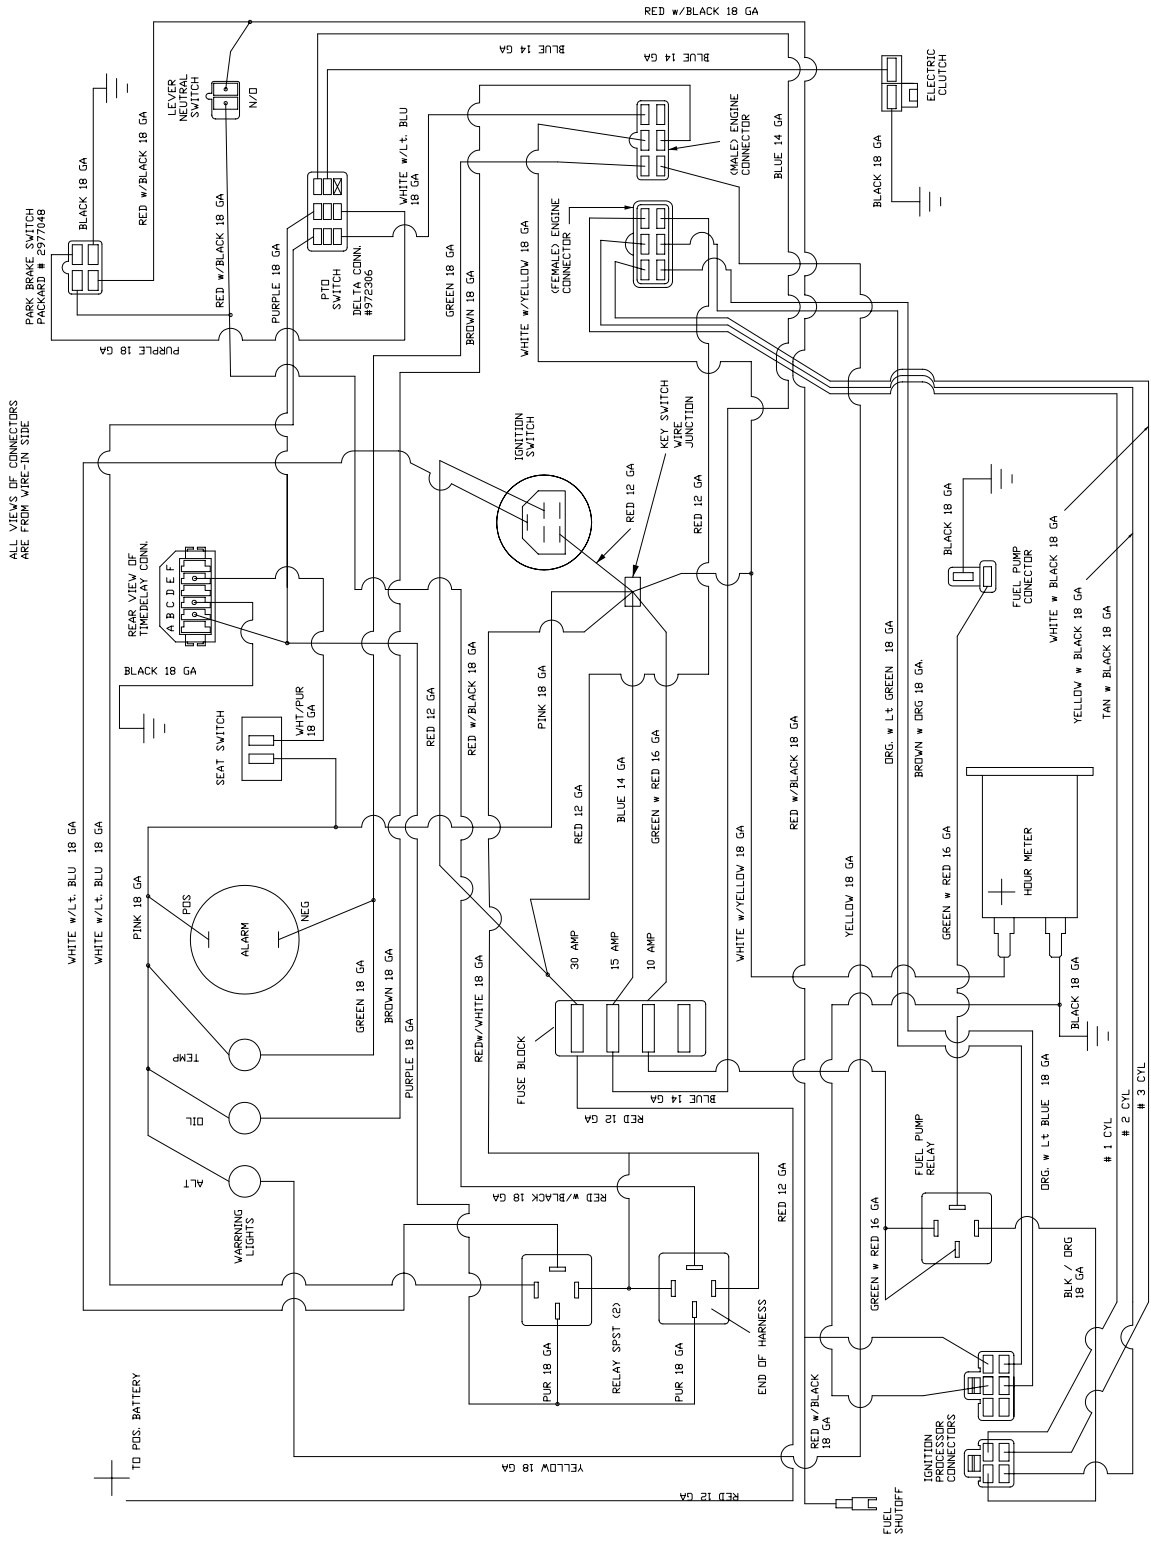 RED w/BLACK 18 GA
BLUE 14 GA
BLUE 14 GA
ELECTRIC
CLUTCH
LEVER
NEUTRAL
SWITCH
N/O
BLACK 18 GA
RED w/BLACK 18 GA
PARK BRAKE SWITCH
PACKARD # 2977048
RED w/BLACK 18 GA
PURPLE 18 GA
PTO
SWITCH
DELTA CONN.
#972306
WHITE w/Lt. BLU
18 GA
(MALE) ENGINE
CONNECTOR
BLUE 14 GA
BLACK 18 GA
(FEMALE) ENGINE
CONNECTOR
GREEN 18 GA
BROWN 18 GA
WHITE w/YELLOW 18 GA
PURPLE 18 GA
ALL VIEWS OF CONNECTORS
ARE FROM WIRE-IN SIDE
IGNITION
SWITCH
KEY SWITCH
WIRE
JUNCTION
RED 12 GA
RED 12 GA
BLACK 18 GA
FUEL PUMP
CONECTOR
WHITE w BLACK 18 GA
YELLOW w BLACK 18 GA
TAN w BLACK 18 GA
REAR VIEW OF
TIMEDELAY CONN.
A B C D E F
BLACK 18 GA
SEAT SWITCH
WHT/PUR
18 GA
RED 12 GA
RED w/BLACK 18 GA
PINK 18 GA
RED 12 GA
BLUE 14 GA
GREEN w RED 16 GA
RED w/BLACK 18 GA
ORG. w Lt GREEN 18 GA
BROWN w ORG 18 GA.
WHITE w/Lt. BLU 18 GA
WHITE w/Lt. BLU 18 GA
PINK 18 GA
POS
ALARM
NEG
GREEN 18 GA
BROWN 18 GA
PURPLE 18 GA
REDw/WHITE 18 GA
30 AMP
15 AMP
10 AMP
WHITE w/YELLOW 18 GA
YELLOW 18 GA
GREEN w RED 16 GA
HOUR METER
BLACK 18 GA
FUSE BLOCK
TEMP
OIL
ALT
WARRNING
LIGHTS
BLUE 14 GA
RED 12 GA
RED w/BLACK 18 GA
RED 12 GA
FUEL PUMP
RELAY
ORG. w Lt BLUE 18 GA
# 1 CYL
# 2 CYL
# 3 CYL
GREEN w RED 16 GA
BLK / ORG
18 GA
PUR 18 GA
RELAY SPST (2)
PUR 18 GA
END OF HARNESS
TO POS. BATTERY
YELLOW 18 GA
RED 12 GA
RED w/BLACK
18 GA
IGNITION
PROCESSOR
CONNECTORS
FUEL
SHUTOFF